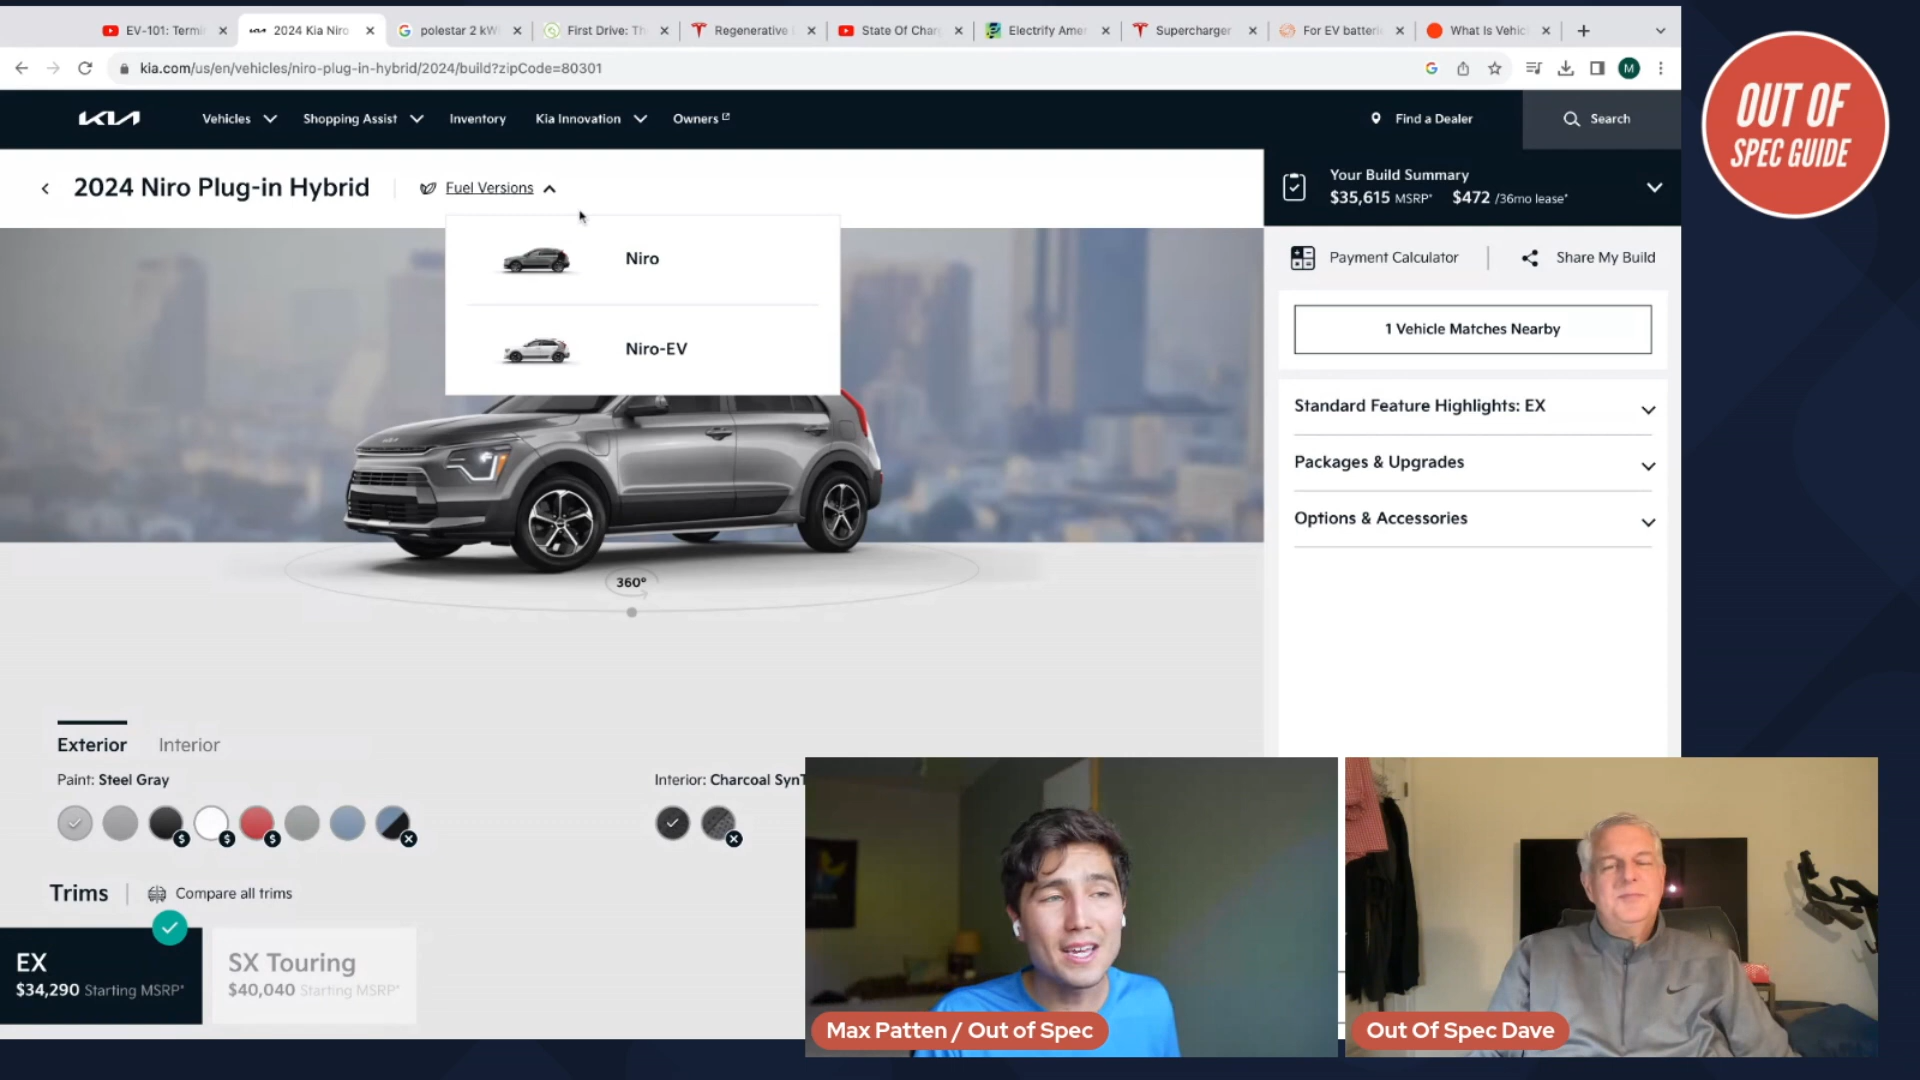 EV-101: Termi
2024 Kia Niro
polestar 2 kW
First Drive: Th
Regenerative
State Of Char
Electrify Amer
Supercharger
For EV batteri
What Is Vehic
kia.com/us/en/vehicles/niro-plug-in-hybrid/2024/build?zipCode=80301
M
OUT OF
SPEC GUIDE
KIA
Vehicles
Shopping Assist
Inventory
Kia Innovation
Owners
Find a Dealer
Search
2024 Niro Plug-in Hybrid
Fuel Versions
Your Build Summary
$35,615 MSRP* $472 /36mo lease*
Niro
Niro-EV
Payment Calculator
Share My Build
1 Vehicle Matches Nearby
Standard Feature Highlights: EX
Packages & Upgrades
Options & Accessories
360°
Exterior
Interior
Paint: Steel Gray
Interior: Charcoal SynT
$
$
$
Trims
Compare all trims
EX
$34,290 Starting MSRP*
SX Touring
$40,040 Starting MSRP*
Max Patten / Out of Spec
Out Of Spec Dave